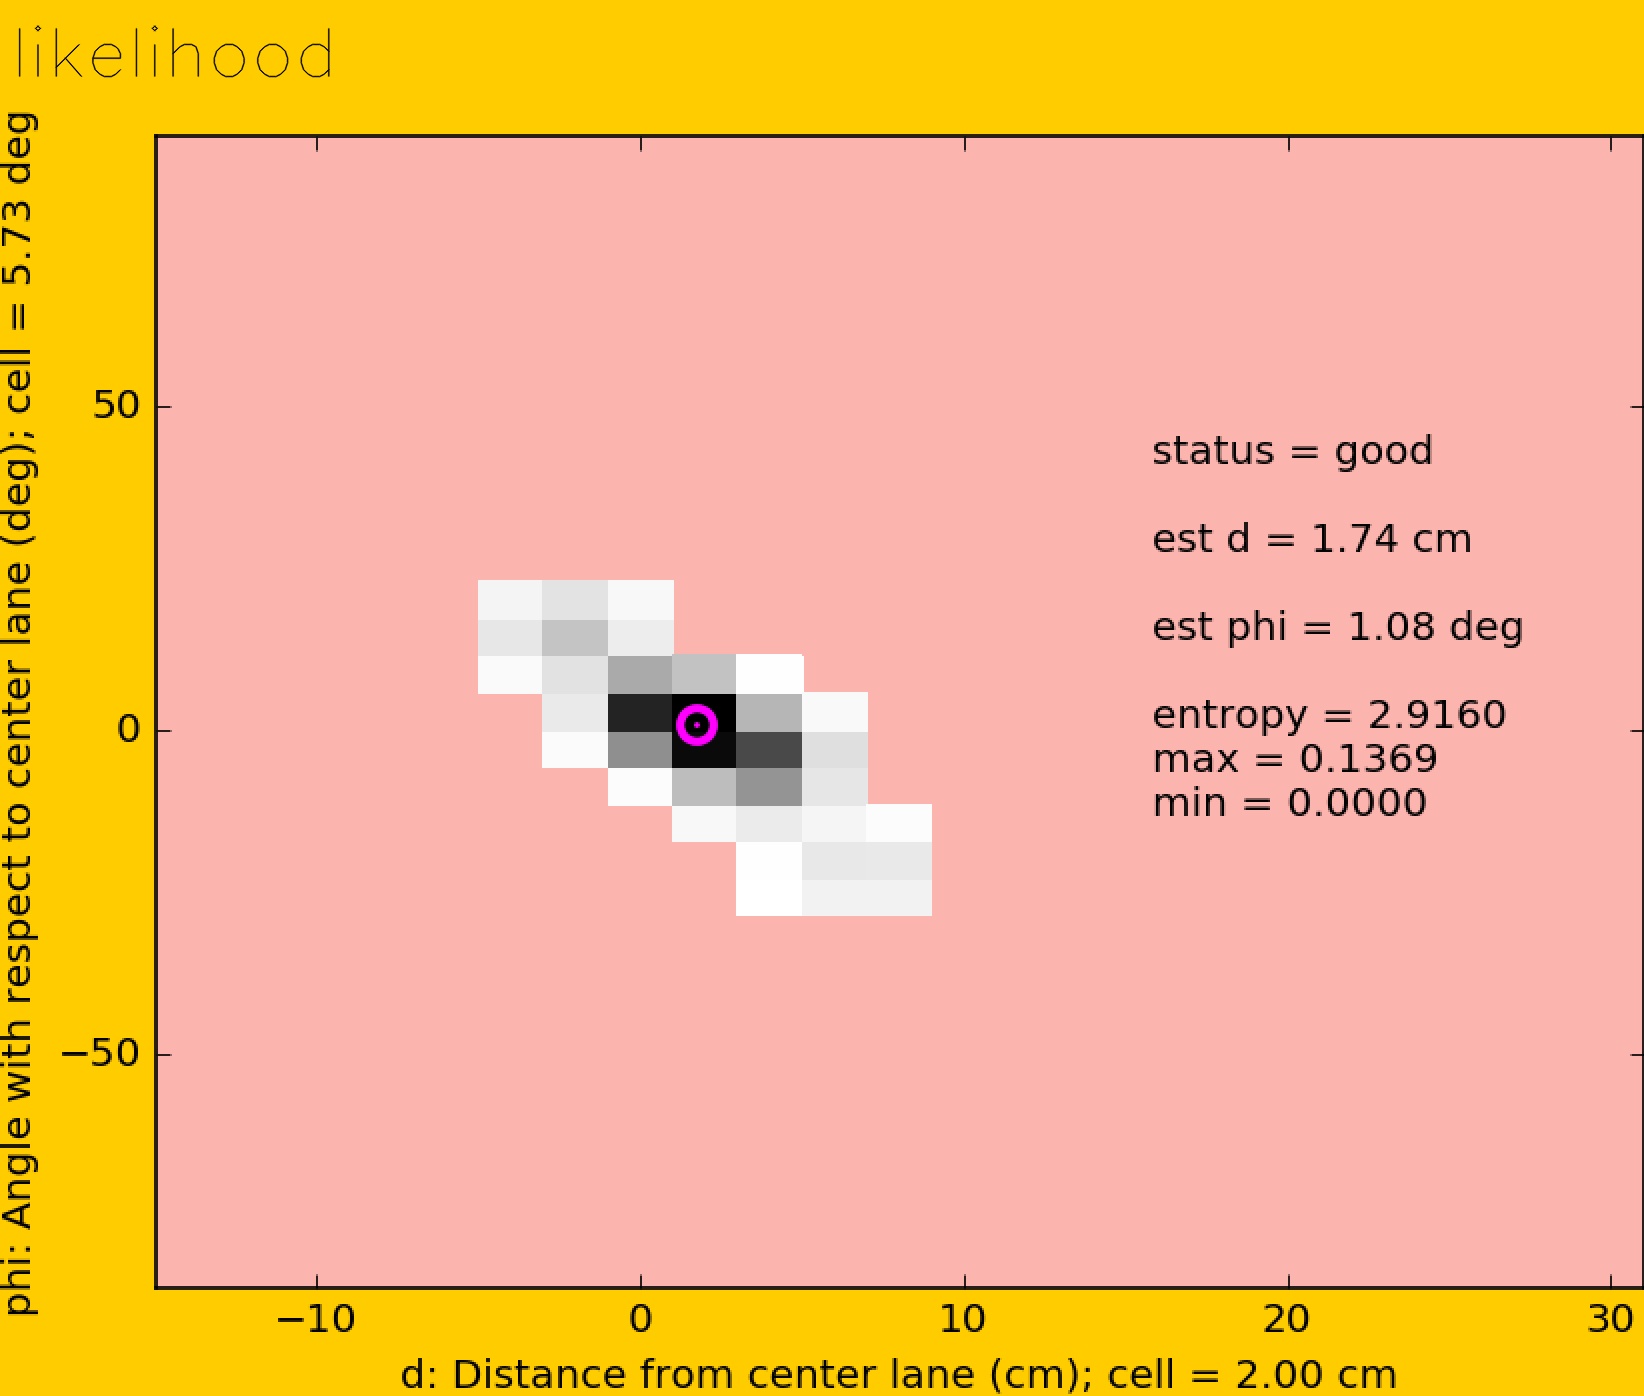 likelihood
phi: Angle with respect to center lane (deg); cell = 5.73 deg
50
0
−50
status = good
est d = 1.74 cm
est phi = 1.08 deg
entropy = 2.9160
max = 0.1369
min = 0.0000
−10 0 10 20 30
d: Distance from center lane (cm); cell = 2.00 cm